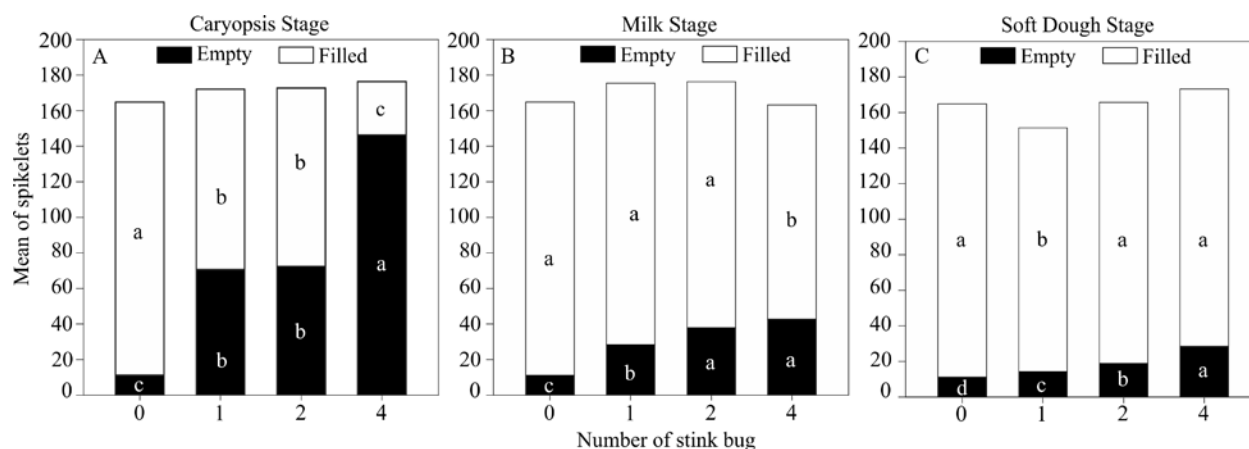 Caryopsis Stage
Milk Stage
Soft Dough Stage
Mean of spikelets
200
180
160
140
120
100
80
60
40
20
0
A
Empty
Filled
a
c
b
b
b
b
c
a
0
1
2
4
200
180
160
140
120
100
80
60
40
20
0
B
Empty
Filled
a
c
a
b
a
a
b
a
0
1
2
4
200
180
160
140
120
100
80
60
40
20
0
C
Empty
Filled
a
d
b
c
a
b
a
a
0
1
2
4
Number of stink bug